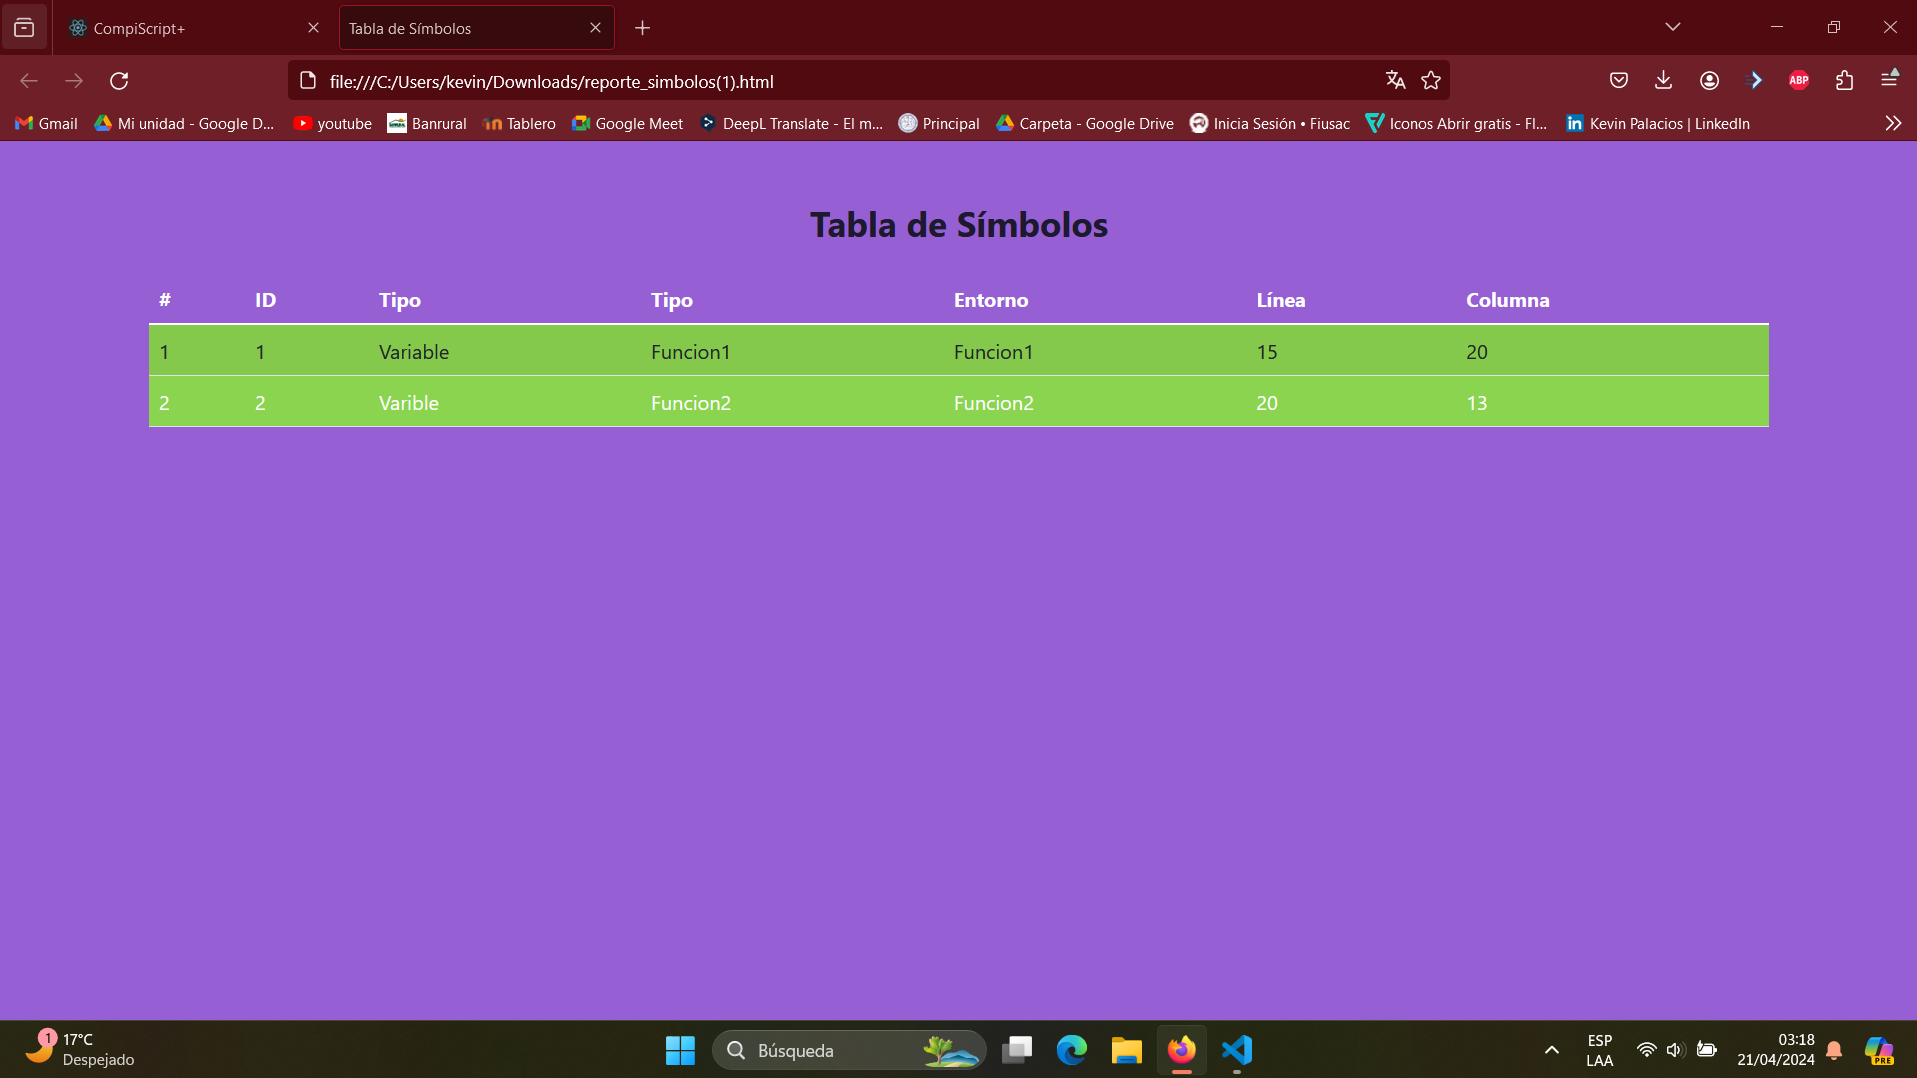 CompiScript+
Tabla de Símbolos
file:///C:/Users/kevin/Downloads/reporte_simbolos(1).html
ABP
Gmail Mi unidad - Google D... youtube Banrural Tablero Google Meet DeepL Translate - El m... Principal Carpeta - Google Drive Inicia Sesión • Fiusac Iconos Abrir gratis - Fl... Kevin Palacios | LinkedIn
Tabla de Símbolos
# ID Tipo Tipo Entorno Línea Columna
1 1 Variable Funcion1 Funcion1 15 20
2 2 Varible Funcion2 Funcion2 20 13
1 17°C
Despejado
Búsqueda
ESP
LAA
03:18
21/04/2024
PRE